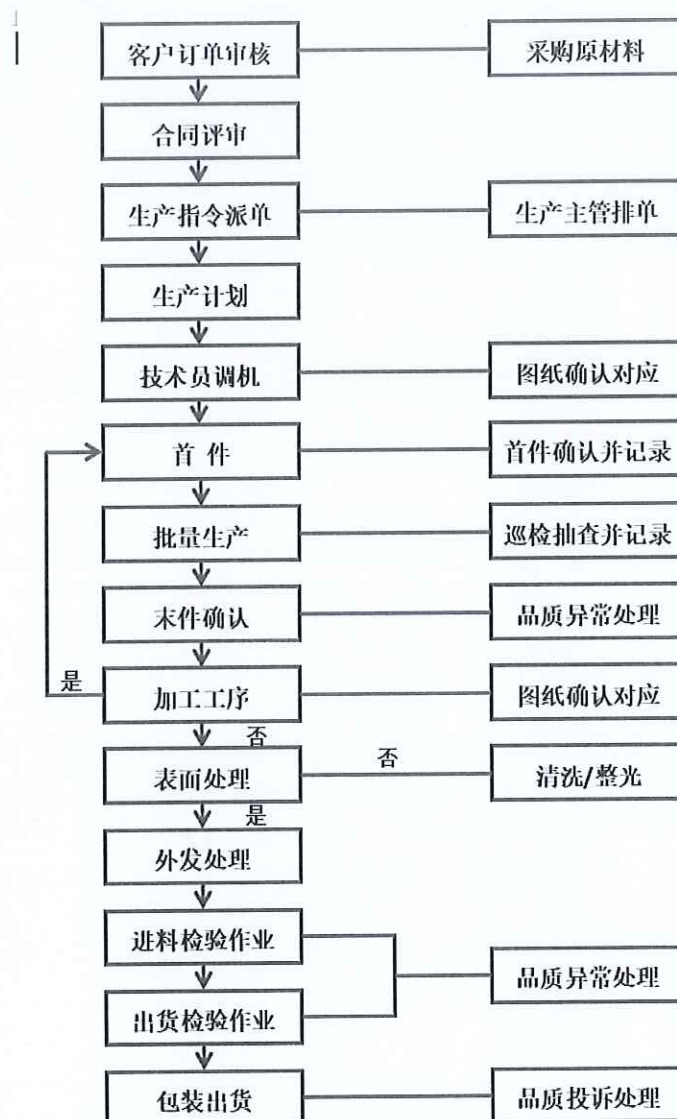 客户订单审核 采购原材料
合同评审
生产指令派单 生产主管排单
生产计划
技术员调机 图纸确认对应
首 件 首件确认并记录
批量生产 巡检抽查并记录
末件确认 品质异常处理
是 加工工序 图纸确认对应
否
表面处理 否 清洗/整光
是
外发处理
进料检验作业
品质异常处理
出货检验作业
包装出货 品质投诉处理